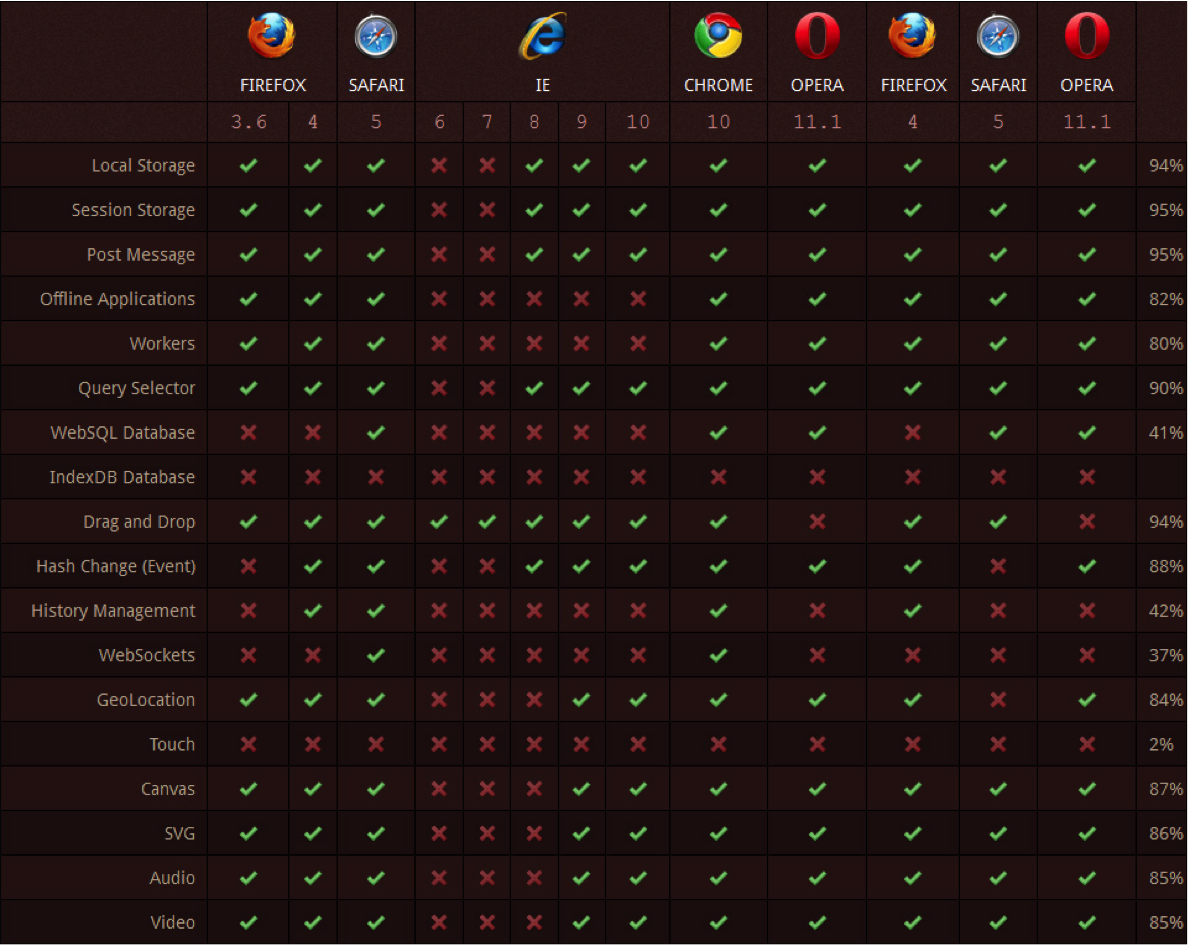 FIREFOX SAFARI IE CHROME OPERA FIREFOX SAFARI OPERA
3.6 4 5 6 7 8 9 10 10 11.1 4 5 11.1
Local Storage 94%
Session Storage 95%
Post Message 95%
Offline Applications 82%
Workers 80%
Query Selector 90%
WebSQL Database 41%
IndexDB Database
Drag and Drop 94%
Hash Change (Event) 88%
History Management 42%
WebSockets 37%
GeoLocation 84%
Touch 2%
Canvas 87%
SVG 86%
Audio 85%
Video 85%